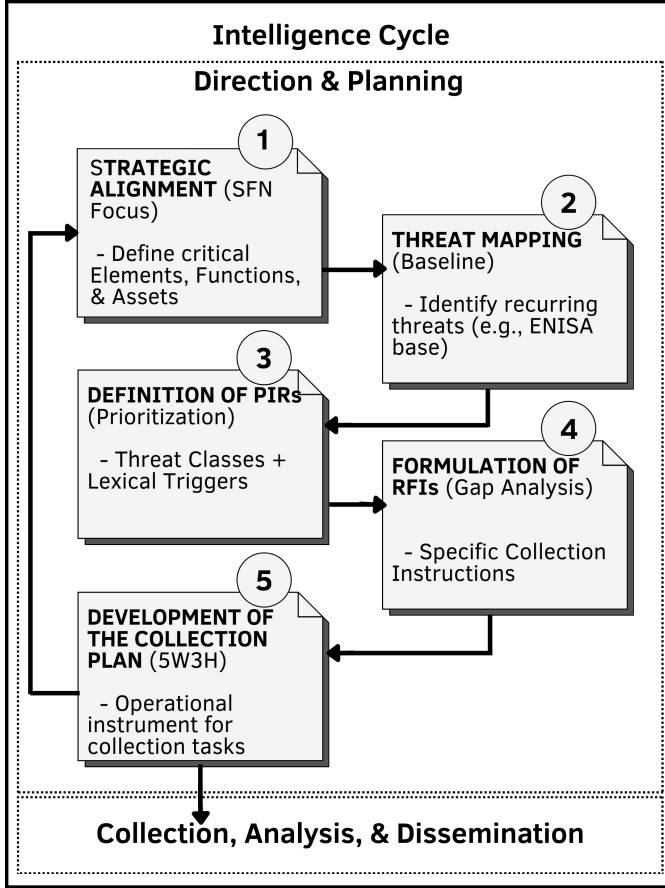 Intelligence Cycle
Direction & Planning
1
STRATEGIC
ALIGNMENT (SFN
Focus)
- Define critical
Elements, Functions,
& Assets
2
THREAT MAPPING
(Baseline)
- Identify recurring
threats (e.g., ENISA
base)
3
DEFINITION OF PIRs
(Prioritization)
- Threat Classes +
Lexical Triggers
4
FORMULATION OF
RFIs (Gap Analysis)
- Specific Collection
Instructions
5
DEVELOPMENT OF
THE COLLECTION
PLAN (5W3H)
- Operational
instrument for
collection tasks
Collection, Analysis, & Dissemination